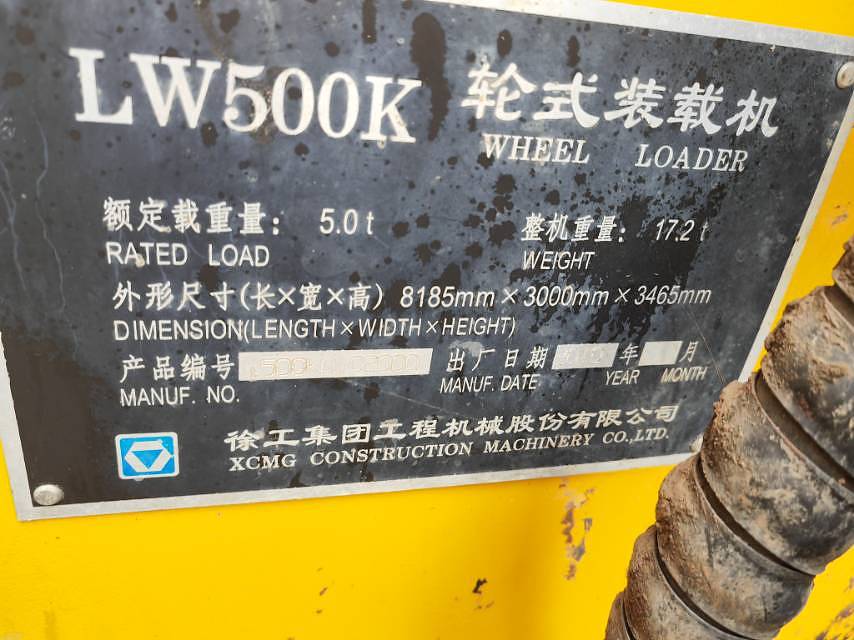 LW500K 轮式装载机
WHEEL LOADER
额定载重量: 5.0 t 整机重量: 17.2 t
RATED LOAD WEIGHT
外形尺寸(长×宽×高) 8185mm×3000mm×3465mm
DIMENSION(LENGTH×WIDTH×HEIGHT)
产品编号 出厂日期 年 月
MANUF. NO. MANUF. DATE YEAR MONTH
徐工集团工程机械股份有限公司
XCMG CONSTRUCTION MACHINERY CO.,LTD.